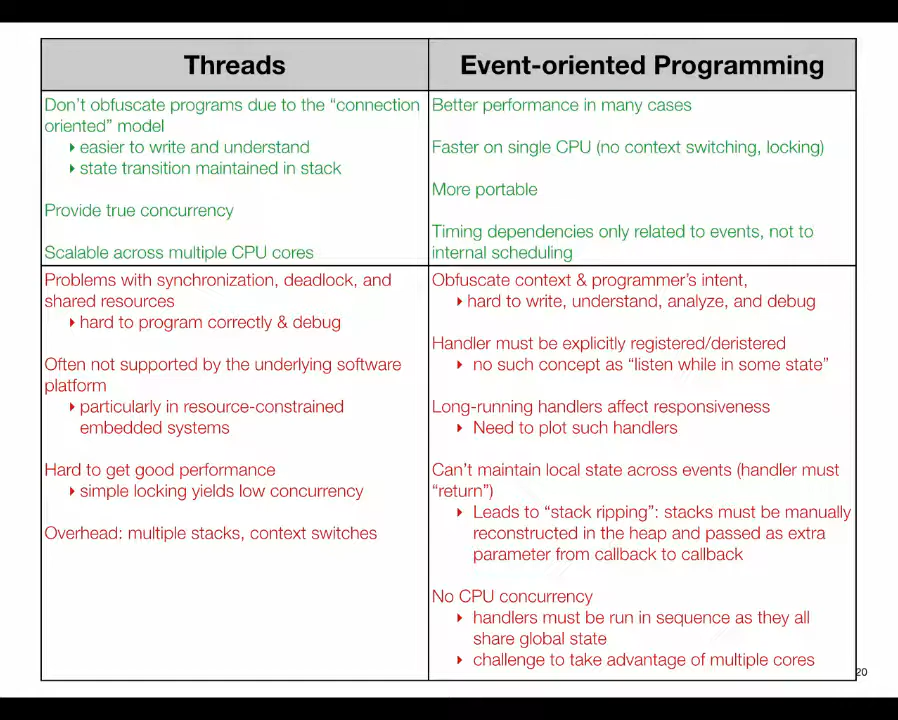 Threads
Don't obfuscate programs due to the “connection
oriented” model
‣ easier to write and understand
‣ state transition maintained in stack
Provide true concurrency
Scalable across multiple CPU cores
Problems with synchronization, deadlock, and
shared resources
‣ hard to program correctly & debug
Often not supported by the underlying software
platform
‣ particularly in resource-constrained
embedded systems
Hard to get good performance
‣ simple locking yields low concurrency
Overhead: multiple stacks, context switches
Event-oriented Programming
Better performance in many cases
Faster on single CPU (no context switching, locking)
More portable
Timing dependencies only related to events, not to
internal scheduling
Obfuscate context & programmer's intent,
‣ hard to write, understand, analyze, and debug
Handler must be explicitly registered/deristered
‣ no such concept as “listen while in some state”
Long-running handlers affect responsiveness
‣ Need to plot such handlers
Can't maintain local state across events (handler must
“return”)
‣ Leads to “stack ripping”: stacks must be manually
reconstructed in the heap and passed as extra
parameter from callback to callback
No CPU concurrency
‣ handlers must be run in sequence as they all
share global state
‣ challenge to take advantage of multiple cores
20